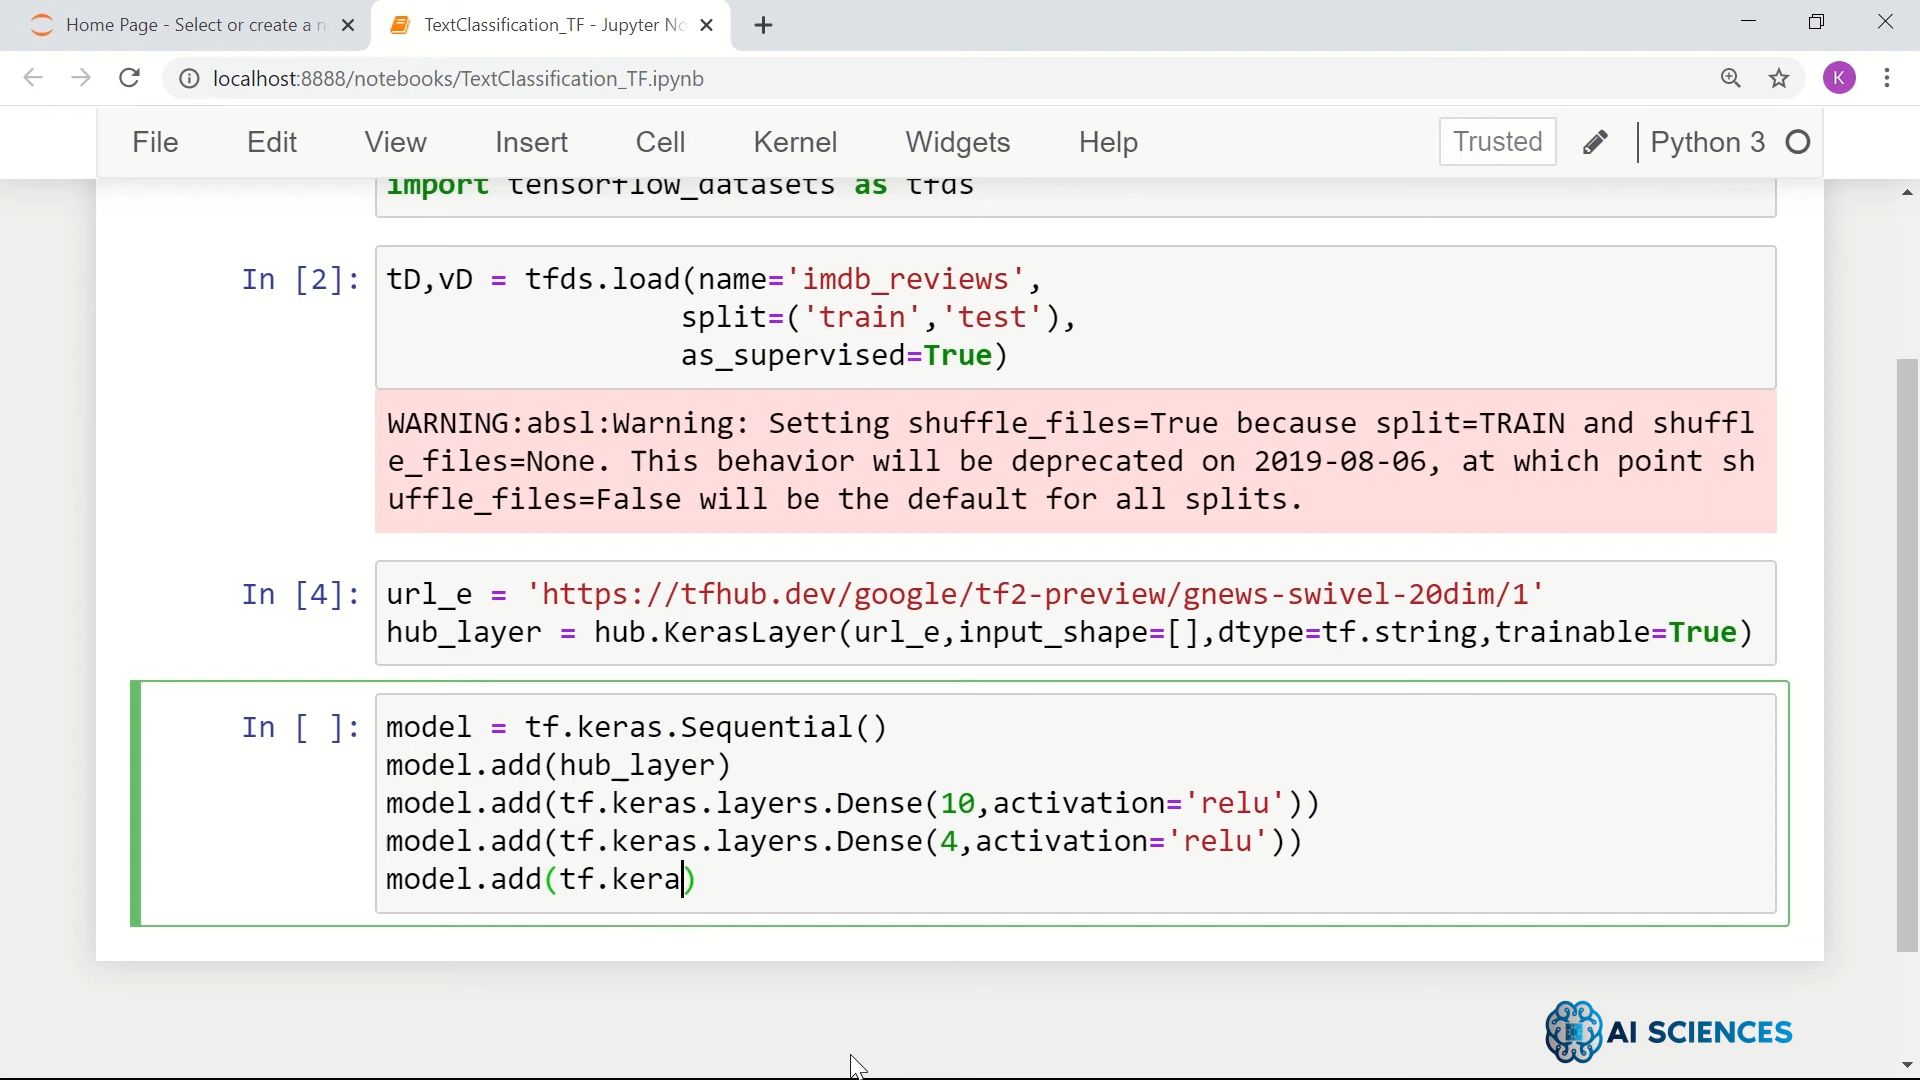 Home Page - Select or create a n
TextClassification_TF - Jupyter No
localhost:8888/notebooks/TextClassification_TF.ipynb
K
File Edit View Insert Cell Kernel Widgets Help Trusted Python 3
import tensorflow_datasets as tfds
In [2]: tD,vD = tfds.load(name='imdb_reviews',
split=('train','test'),
as_supervised=True)
WARNING:absl:Warning: Setting shuffle_files=True because split=TRAIN and shuffl
e_files=None. This behavior will be deprecated on 2019-08-06, at which point sh
uffle_files=False will be the default for all splits.
In [4]: url_e = 'https://tfhub.dev/google/tf2-preview/gnews-swivel-20dim/1'
hub_layer = hub.KerasLayer(url_e,input_shape=[],dtype=tf.string,trainable=True)
In [ ]: model = tf.keras.Sequential()
model.add(hub_layer)
model.add(tf.keras.layers.Dense(10,activation='relu'))
model.add(tf.keras.layers.Dense(4,activation='relu'))
model.add(tf.kera)
AI SCIENCES